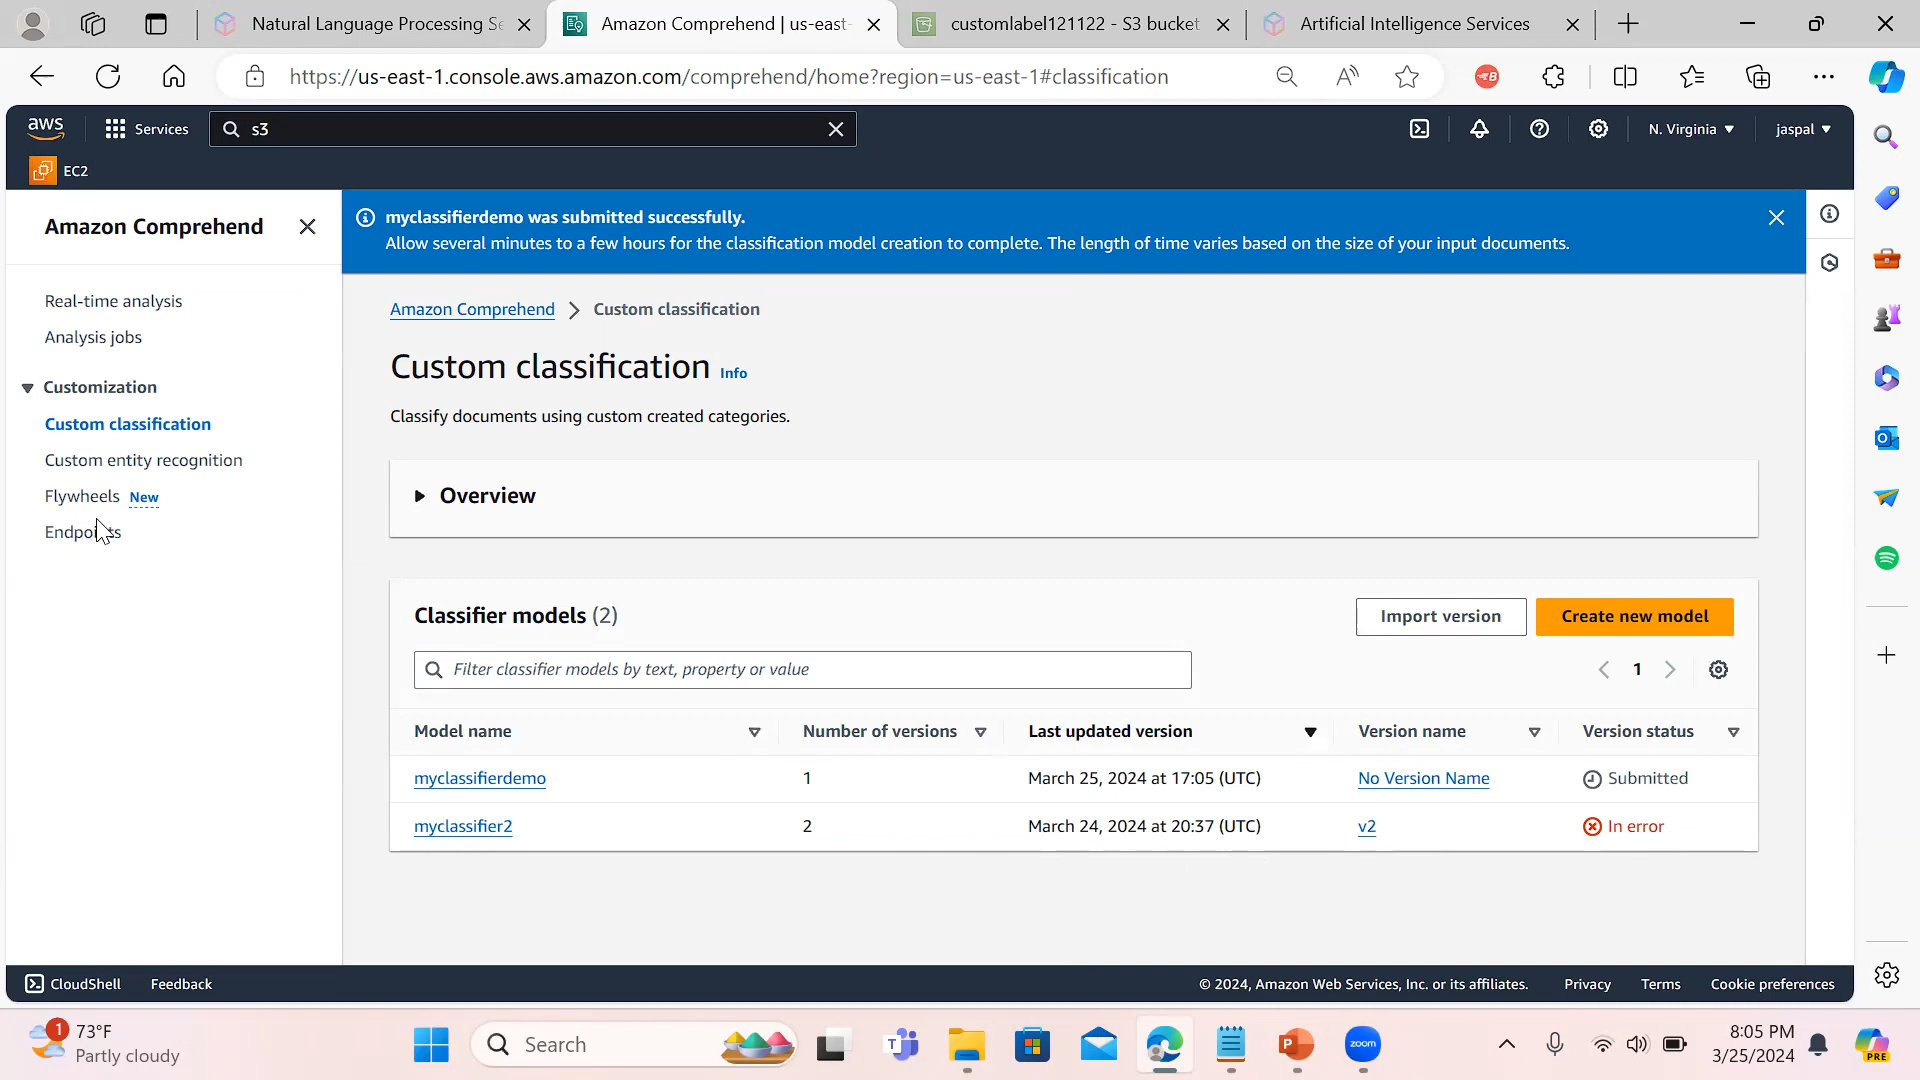 Natural Language Processing Se
Amazon Comprehend | us-east-
customlabel121122 - S3 bucket
Artificial Intelligence Services
https://us-east-1.console.aws.amazon.com/comprehend/home?region=us-east-1#classification
aws
Services
s3
N. Virginia
jaspal
EC2
Amazon Comprehend
Real-time analysis
Analysis jobs
Customization
Custom classification
Custom entity recognition
Flywheels New
Endpoints
myclassifierdemo was submitted successfully.
Allow several minutes to a few hours for the classification model creation to complete. The length of time varies based on the size of your input documents.
Amazon Comprehend > Custom classification
Custom classification Info
Classify documents using custom created categories.
Overview
Classifier models (2)
Import version
Create new model
Filter classifier models by text, property or value
1
Model name Number of versions Last updated version Version name Version status
myclassifierdemo 1 March 25, 2024 at 17:05 (UTC) No Version Name Submitted
myclassifier2 2 March 24, 2024 at 20:37 (UTC) v2 In error
CloudShell
Feedback
© 2024, Amazon Web Services, Inc. or its affiliates.
Privacy
Terms
Cookie preferences
1
73°F
Partly cloudy
Search
zoom
8:05 PM
3/25/2024
PRE